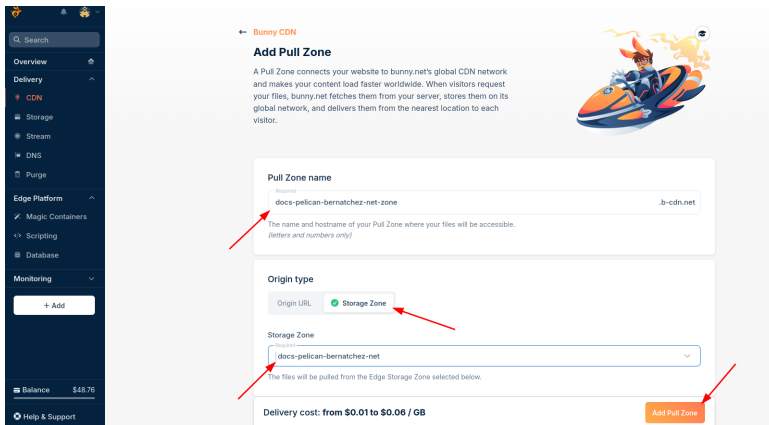 Search
Overview
Delivery
CDN
Storage
Stream
DNS
Purge
Edge Platform
Magic Containers
Scripting
Database
Monitoring
+ Add
Balance $48.76
Help & Support
← Bunny CDN
Add Pull Zone
A Pull Zone connects your website to bunny.net's global CDN network
and makes your content load faster worldwide. When visitors request
your files, bunny.net fetches them from your server, stores them on its
global network, and delivers them from the nearest location to each
visitor.
Pull Zone name
Required
docs-pelican-bernatchez-net-zone .b-cdn.net
The name and hostname of your Pull Zone where your files will be accessible.
(letters and numbers only)
Origin type
Origin URL Storage Zone
Storage Zone
Required
docs-pelican-bernatchez-net
The files will be pulled from the Edge Storage Zone selected below.
Delivery cost: from $0.01 to $0.06 / GB
Add Pull Zone